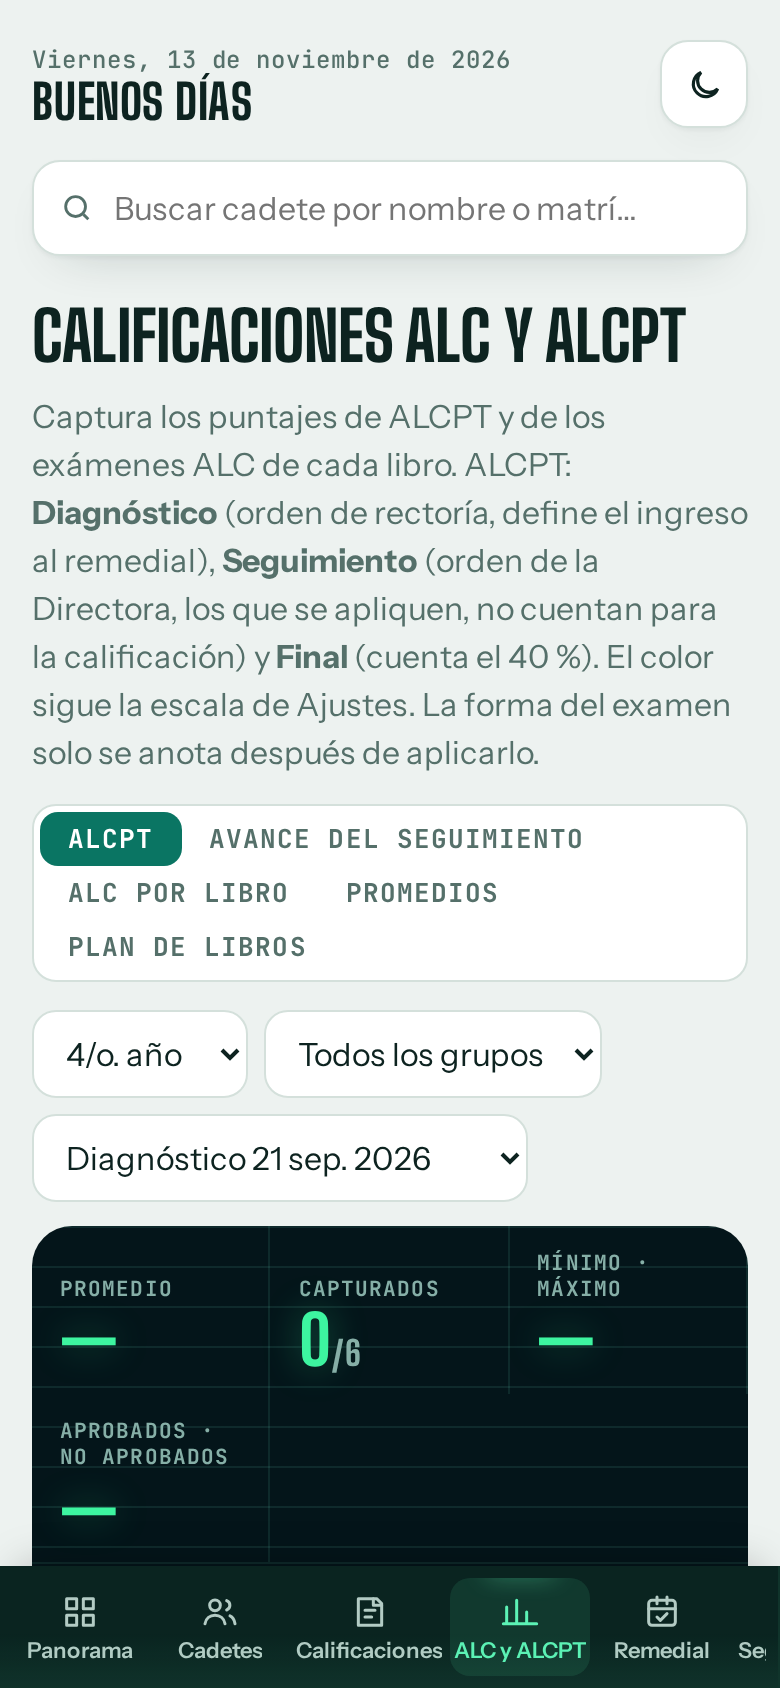 Viernes, 13 de noviembre de 2026
BUENOS DÍAS
Buscar cadete por nombre o matrí...
CALIFICACIONES ALC Y ALCPT
Captura los puntajes de ALCPT y de los
exámenes ALC de cada libro. ALCPT:
Diagnóstico (orden de rectoría, define el ingreso
al remedial), Seguimiento (orden de la
Directora, los que se apliquen, no cuentan para
la calificación) y Final (cuenta el 40 %). El color
sigue la escala de Ajustes. La forma del examen
solo se anota después de aplicarlo.
ALCPT AVANCE DEL SEGUIMIENTO
ALC POR LIBRO PROMEDIOS
PLAN DE LIBROS
4/o. año Todos los grupos
Diagnóstico 21 sep. 2026
PROMEDIO
—
CAPTURADOS
0/6
MÍNIMO ·
MÁXIMO
—
APROBADOS ·
NO APROBADOS
—
Panorama Cadetes Calificaciones ALC y ALCPT Remedial